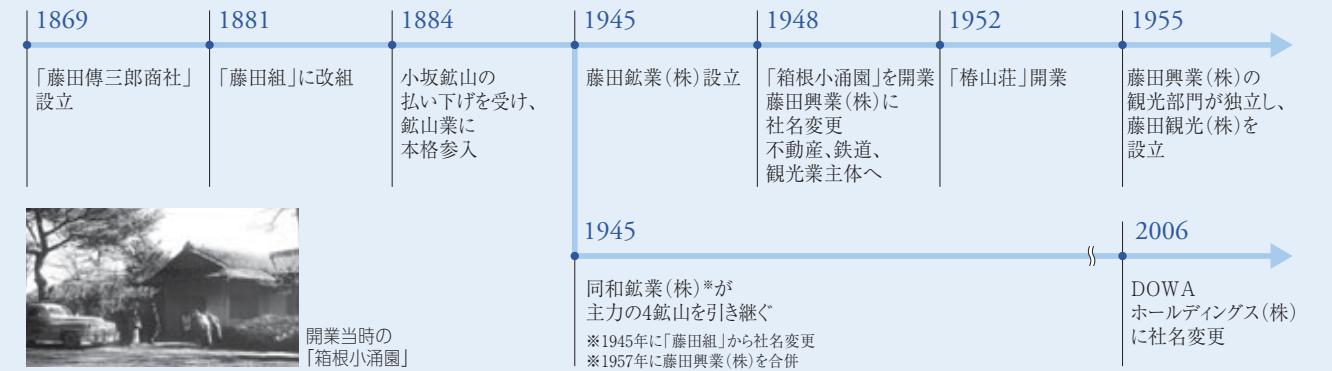 1869
「藤田傳三郎商社」
設立
1881
「藤田組」に改組
1884
小坂鉱山の
払い下げを受け、
鉱山業に
本格参入
1945
藤田鉱業(株)設立
1948
「箱根小涌園」を開業
藤田興業(株)に
社名変更
不動産、鉄道、
観光業主体へ
1952
「椿山荘」開業
1955
藤田興業(株)の
観光部門が独立し、
藤田観光(株)を
設立
開業当時の
「箱根小涌園」
1945
同和鉱業(株)※が
主力の4鉱山を引き継ぐ
※1945年に「藤田組」から社名変更
※1957年に藤田興業(株)を合併
2006
DOWA
ホールディングス(株)
に社名変更